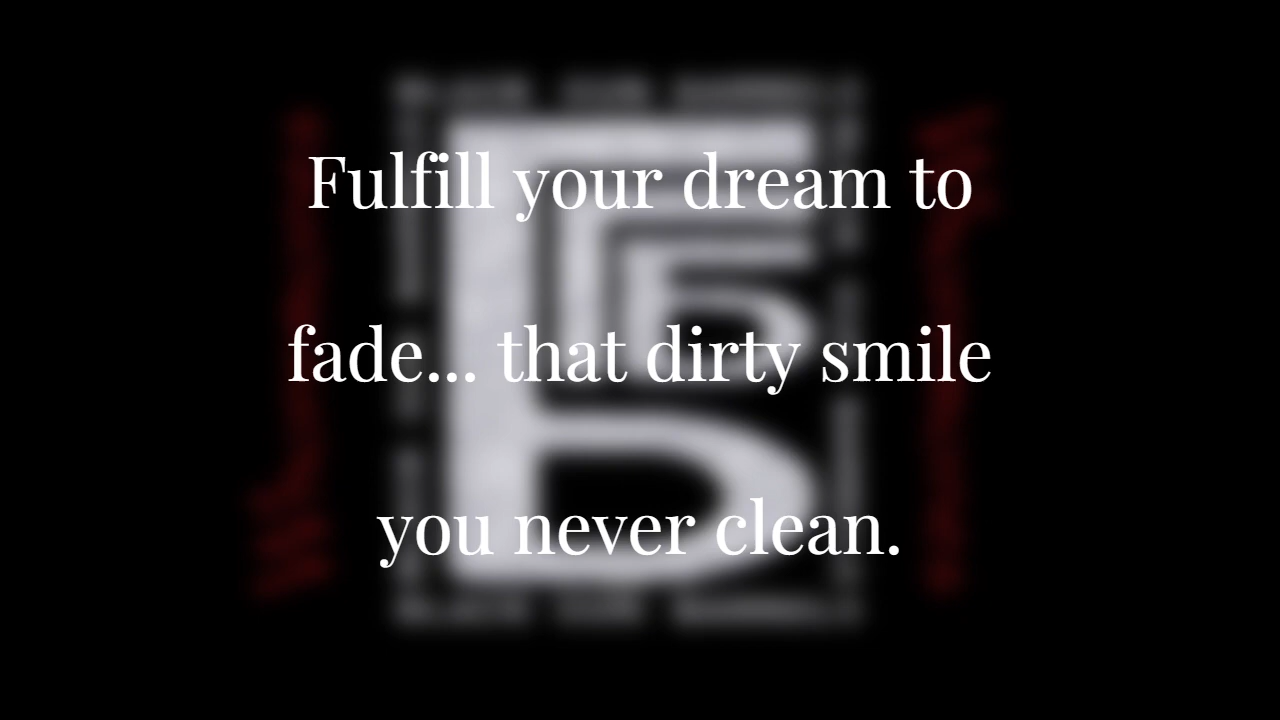 Fulfill your dream to
fade... that dirty smile
you never clean.